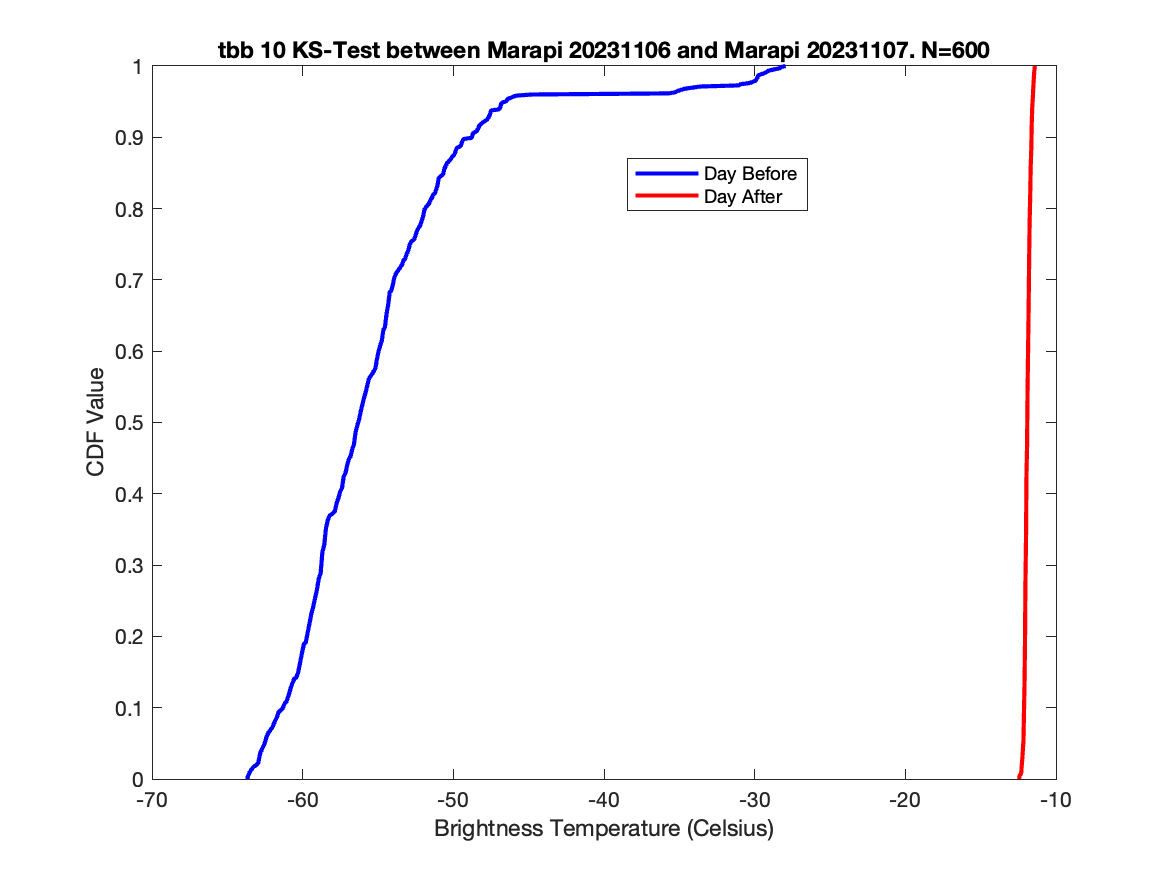 tbb 10 KS-Test between Marapi 20231106 and Marapi 20231107. N=600
1
0.9
0.8
0.7
0.6
0.5
0.4
0.3
0.2
0.1
0
CDF Value
Day Before
Day After
-70 -60 -50 -40 -30 -20 -10
Brightness Temperature (Celsius)